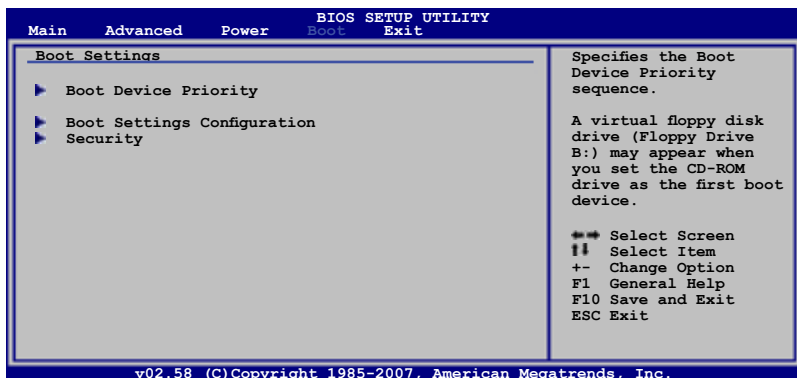 BIOS SETUP UTILITY
Main Advanced Power Boot Exit
Boot Settings
Boot Device Priority
Boot Settings Configuration
Security
Specifies the Boot
Device Priority
sequence.
A virtual floppy disk
drive (Floppy Drive
B:) may appear when
you set the CD-ROM
drive as the first boot
device.
Select Screen
Select Item
+- Change Option
F1 General Help
F10 Save and Exit
ESC Exit
v02.58 (C)Copyright 1985-2007, American Megatrends, Inc.